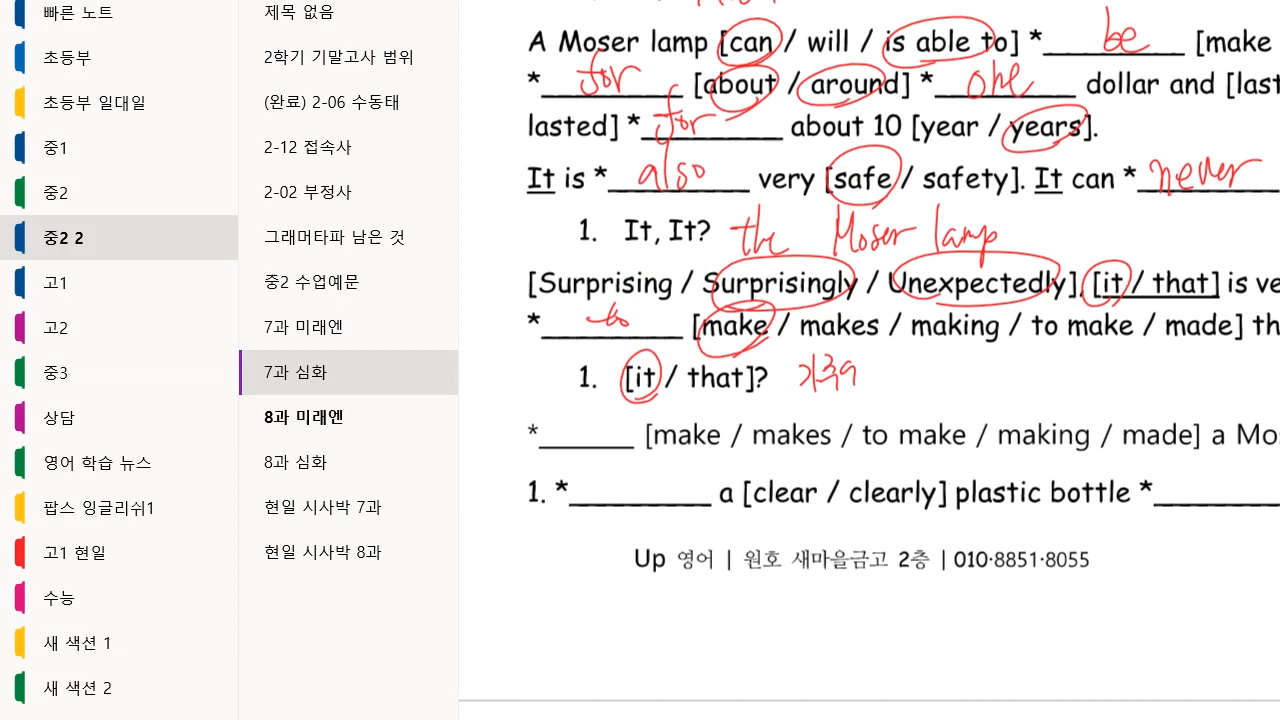 빠른 노트
초등부
초등부 일대일
중1
중2
중2 2
고1
고2
중3
상담
영어 학습 뉴스
팝스 잉글리쉬1
고1 현일
수능
새 색션 1
새 색션 2
제목 없음
2학기 기말고사 범위
(완료) 2-06 수동태
2-12 접속사
2-02 부정사
그래머타파 남은 것
중2 수업예문
7과 미래엔
7과 심화
8과 미래엔
8과 심화
현일 시사박 7과
현일 시사박 8과
A Moser lamp [can / will / is able to] *be [make
*for [about / around] *one dollar and [last
lasted] *for about 10 [year / years].
It is *also very [safe / safety]. It can *never
1. It, It? the Moser lamp
[Surprising / Surprisingly / Unexpectedly], [it / that] is ve
*to [make / makes / making / to make / made] th
1. [it / that]? 가주어
*______ [make / makes / to make / making / made] a Mos
1. *_________ a [clear / clearly] plastic bottle *_________
Up 영어 | 원호 새마을금고 2층 | 010·8851·8055